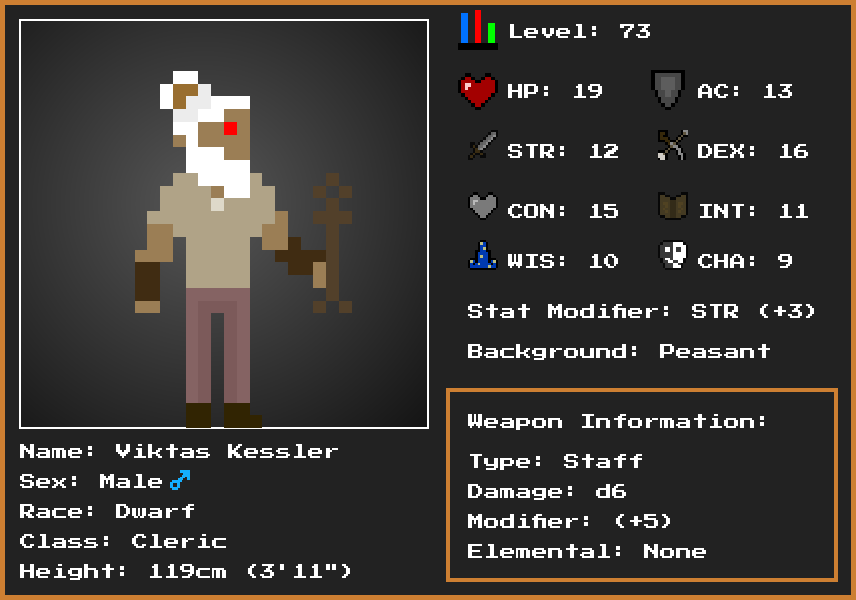 Level: 73
HP: 19
AC: 13
STR: 12
DEX: 16
CON: 15
INT: 11
WIS: 10
CHA: 9
Stat Modifier: STR (+3)
Background: Peasant
Weapon Information:
Type: Staff
Damage: d6
Modifier: (+5)
Elemental: None
Name: Viktas Kessler
Sex: Male♂
Race: Dwarf
Class: Cleric
Height: 119cm (3'11")